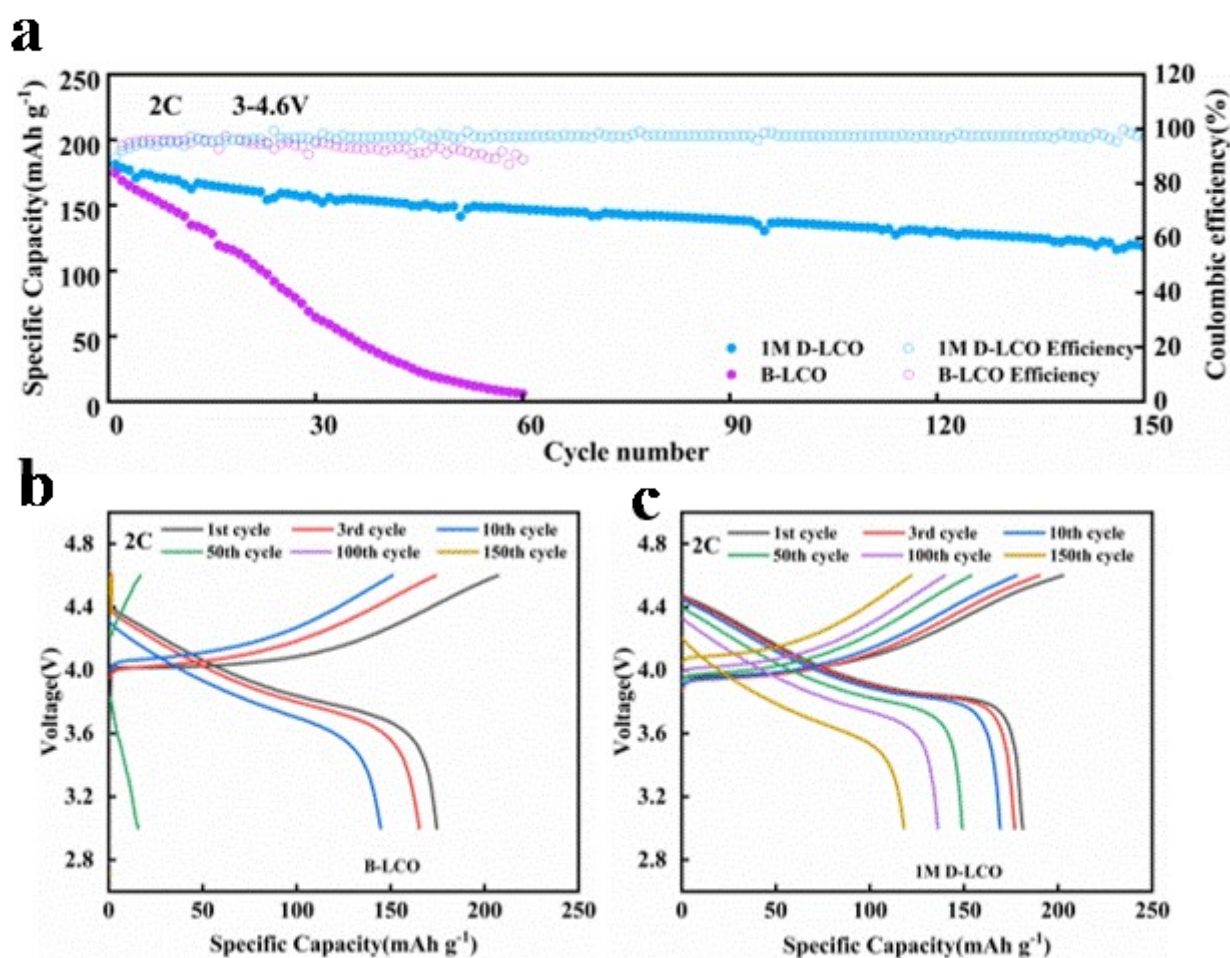 a
250
200
150
100
50
0
Specific Capacity(mAh g⁻¹)
2C 3-4.6V
120
100
80
60
40
20
0
Coulombic efficiency(%)
1M D-LCO 1M D-LCO Efficiency
B-LCO B-LCO Efficiency
0 30 60 90 120 150
Cycle number
b
2C
1st cycle 3rd cycle 10th cycle
50th cycle 100th cycle 150th cycle
4.8
4.4
4.0
3.6
3.2
2.8
Voltage(V)
B-LCO
0 50 100 150 200 250
Specific Capacity(mAh g⁻¹)
c
2C
1st cycle 3rd cycle 10th cycle
50th cycle 100th cycle 150th cycle
4.8
4.4
4.0
3.6
3.2
2.8
Voltage(V)
1M D-LCO
0 50 100 150 200 250
Specific Capacity(mAh g⁻¹)